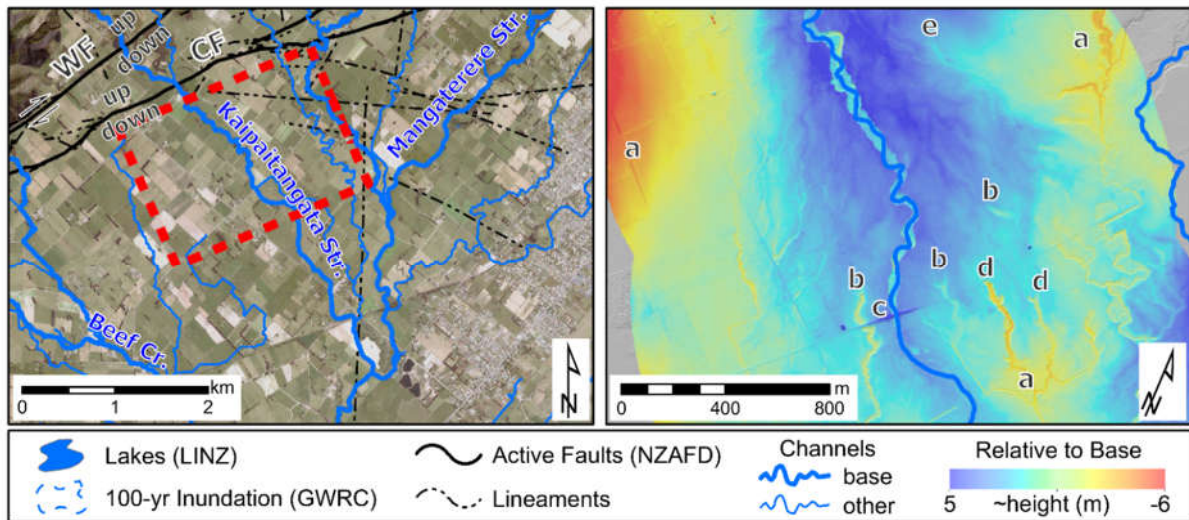 WF
up
down
CF
up
down
Kaipaitangata Str.
Mangaterere Str.
Beef Cr.
km
0 1 2
N
a
e
a
b
b
b
c
d
d
a
m
0 400 800
N
Lakes (LINZ)
100-yr Inundation (GWRC)
Active Faults (NZAFD)
Lineaments
Channels
base
other
Relative to Base
5 ~height (m) -6